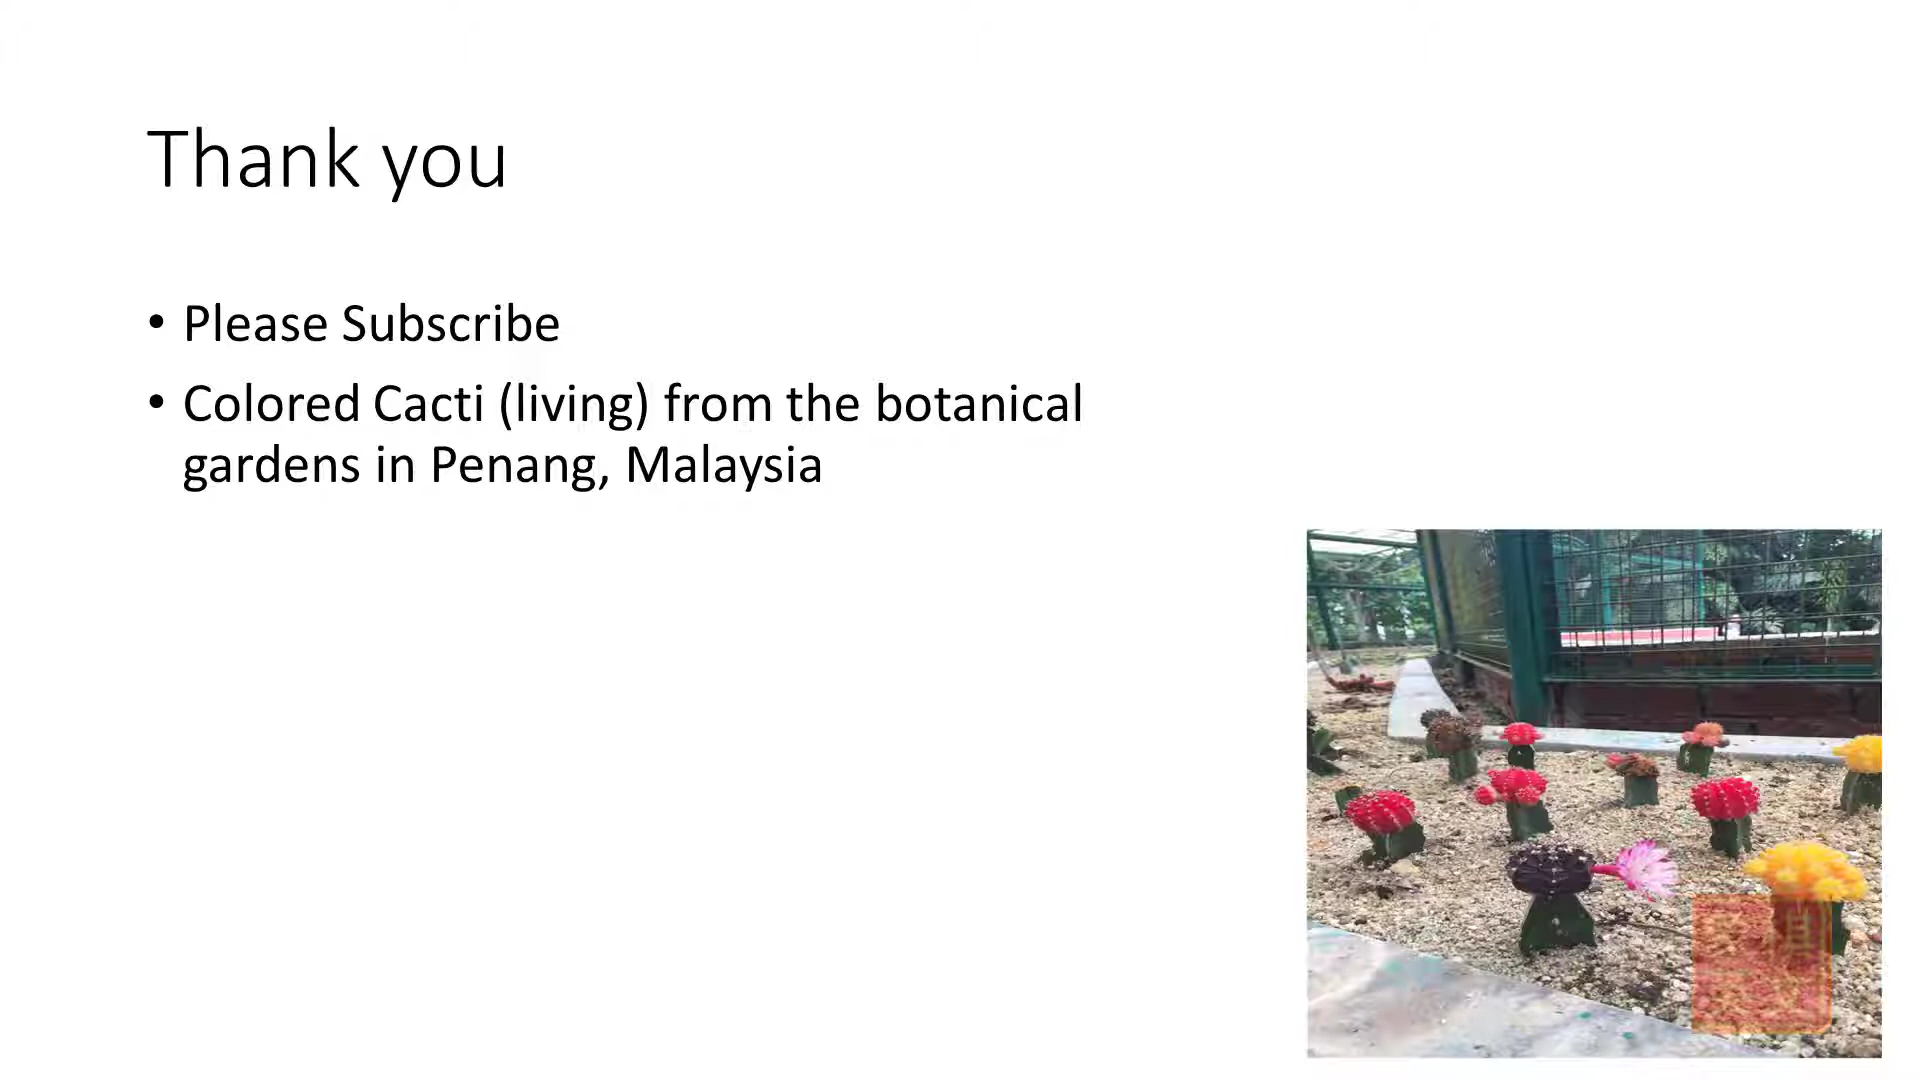 Thank you
• Please Subscribe
• Colored Cacti (living) from the botanical
gardens in Penang, Malaysia